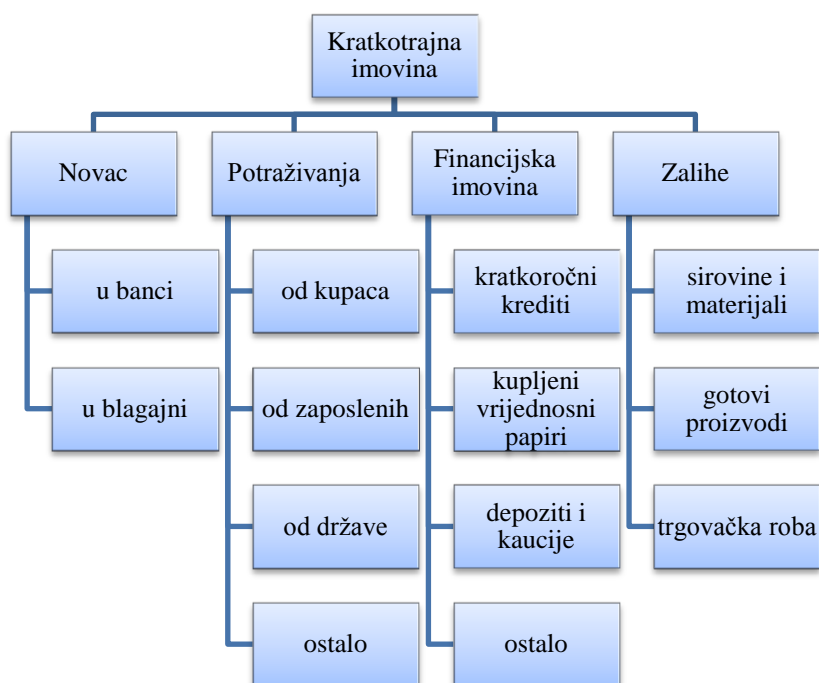 Kratkotrajna
imovina
Novac
Potraživanja
Financijska
imovina
Zalihe
u banci
od kupaca
kratkoročni
krediti
sirovine i
materijali
u blagajni
od zaposlenih
kupljeni
vrijednosni
papiri
gotovi
proizvodi
od države
depoziti i
kaucije
trgovačka roba
ostalo
ostalo